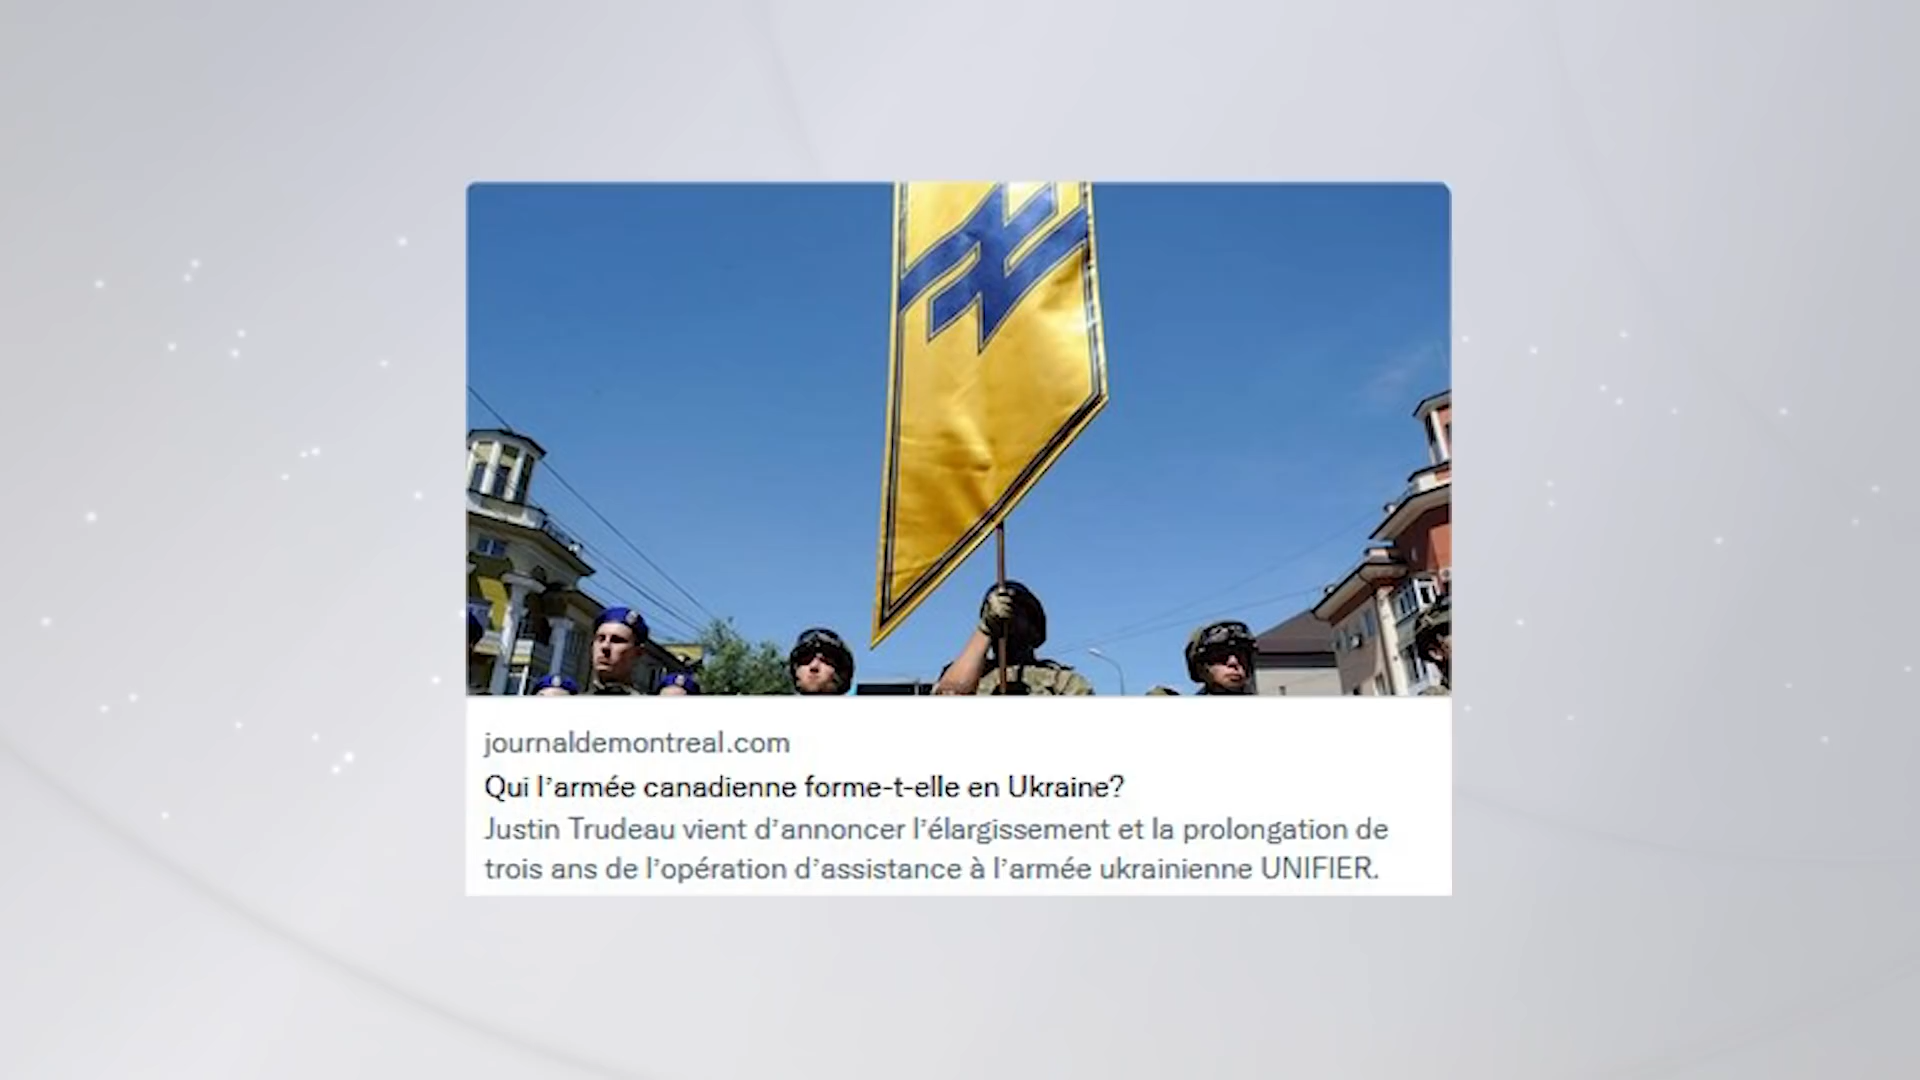 journaldemontreal.com
Qui l’armée canadienne forme-t-elle en Ukraine?
Justin Trudeau vient d’annoncer l’élargissement et la prolongation de
trois ans de l’opération d’assistance à l’armée ukrainienne UNIFIER.